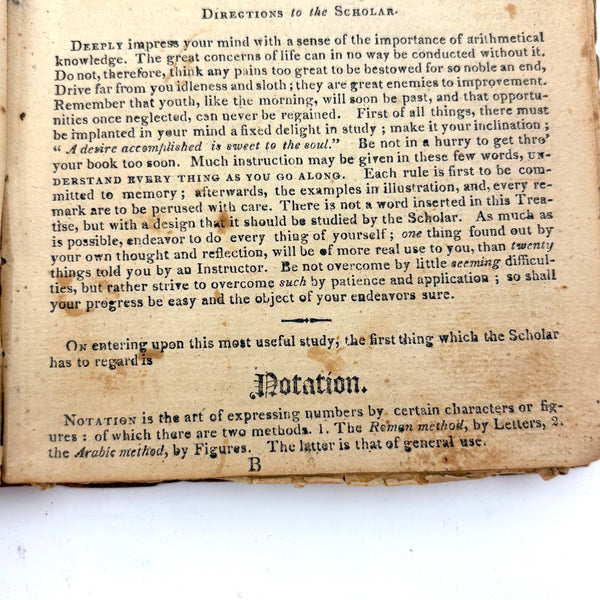 DIRECTIONS to the SCHOLAR.
DEEPLY impress your mind with a sense of the importance of arithmetical
knowledge. The great concerns of life can in no way be conducted without it.
Do not, therefore, think any pains too great to be bestowed for so noble an end,
Drive far from you idleness and sloth; they are great enemies to improvement.
Remember that youth, like the morning, will soon be past, and that opportu-
nities once neglected, can never be regained. First of all things, there must
be implanted in your mind a fixed delight in study; make it your inclination;
" A desire accomplished is sweet to the soul." Be not in a hurry to get thro'
your book too soon. Much instruction may be given in these few words, UN-
DERSTAND EVERY THING AS YOU GO ALONG. Each rule is first to be com-
mitted to memory; afterwards, the examples in illustration, and, every re-
mark are to be perused with care. There is not a word inserted in this Trea-
tise, but with a design that it should be studied by the Scholar. As much as
is possible, endeavor to do every thing of yourself; one thing found out by
your own thought and reflection, will be of more real use to you, than twenty
things told you by an Instructor. Be not overcome by little seeming difficul-
ties, but rather strive to overcome such by patience and application; so shall
your progress be easy and the object of your endeavors sure.
ON entering upon this most useful study, the first thing which the Scholar
has to regard is
Notation.
NOTATION is the art of expressing numbers by certain characters or fig-
ures: of which there are two methods. 1. The Roman method, by Letters, 2.
the Arabic method, by Figures. The latter is that of general use.
B